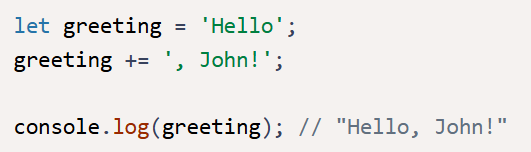 let greeting = 'Hello';
greeting += ', John!';
console.log(greeting); // "Hello, John!"